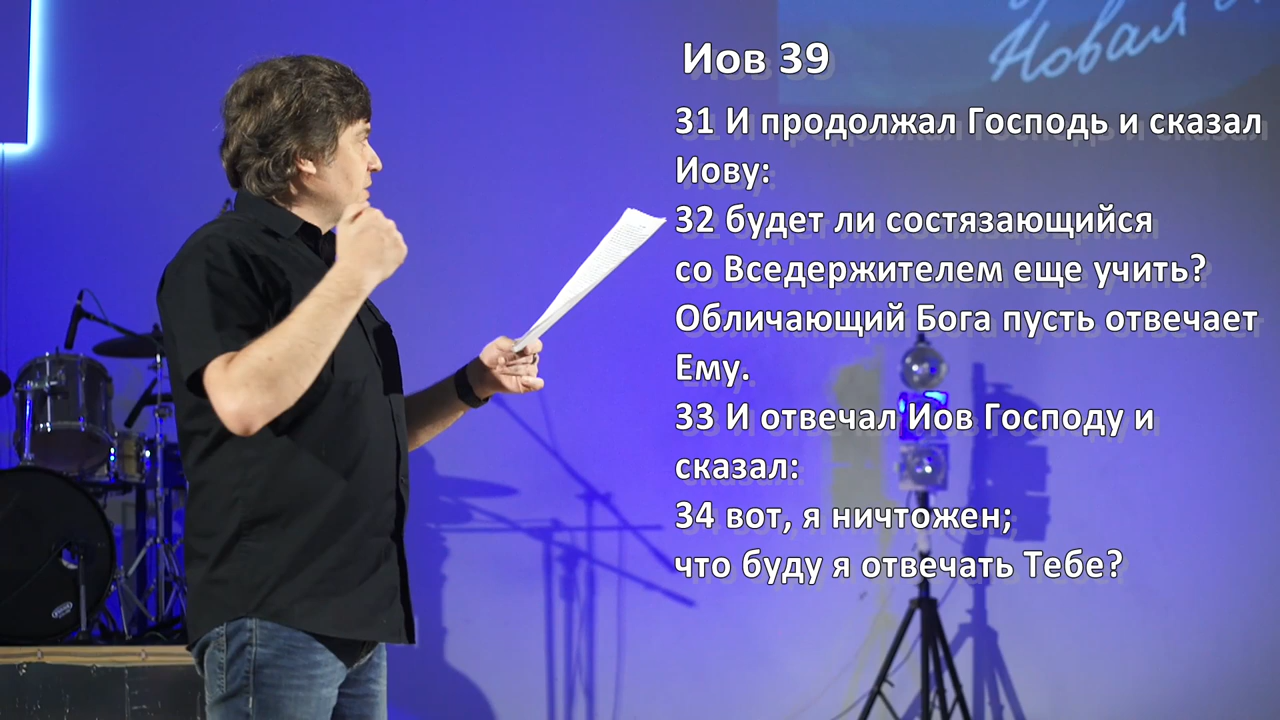 Новая
Иов 39
31 И продолжал Господь и сказал
Иову:
32 будет ли состязающийся
со Вседержителем еще учить?
Обличающий Бога пусть отвечает
Ему.
33 И отвечал Иов Господу и
сказал:
34 вот, я ничтожен;
что буду я отвечать Тебе?